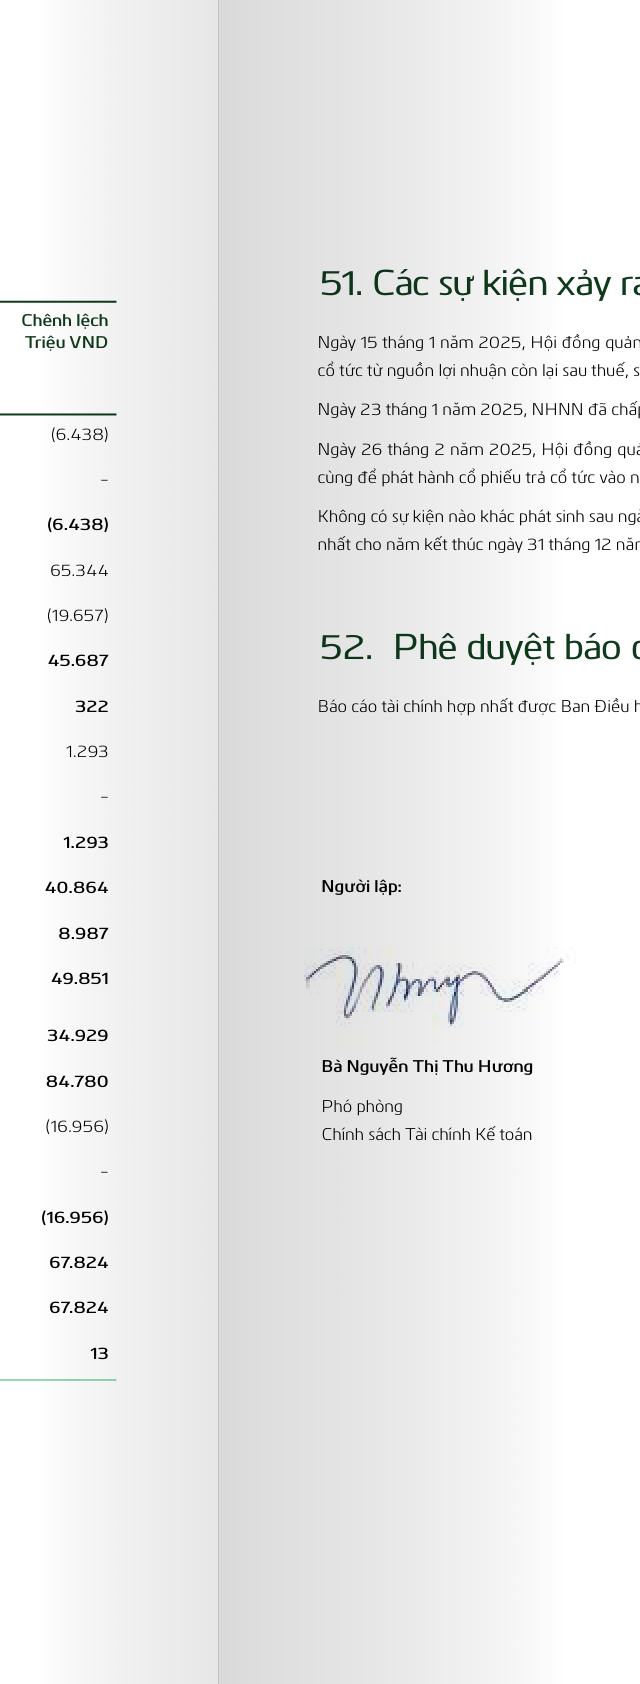 Chênh lệch
Triệu VND
(6.438)
–
(6.438)
65.344
(19.657)
45.687
322
1.293
–
1.293
40.864
8.987
49.851
34.929
84.780
(16.956)
–
(16.956)
67.824
67.824
13
51. Các sự kiện xảy ra
Ngày 15 tháng 1 năm 2025, Hội đồng quản
cổ tức từ nguồn lợi nhuận còn lại sau thuế,
Ngày 23 tháng 1 năm 2025, NHNN đã chấp
Ngày 26 tháng 2 năm 2025, Hội đồng
cùng để phát hành cổ phiếu trả cổ tức vào
Không có sự kiện nào khác phát sinh sau
nhất cho năm kết thúc ngày 31 tháng 12
52. Phê duyệt báo
Báo cáo tài chính hợp nhất được Ban Điều
Người lập:
Bà Nguyễn Thị Thu Hương
Phó phòng
Chính sách Tài chính Kế toán